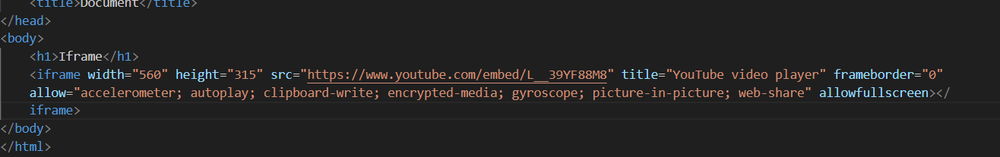 <title>Document</title>
</head>
<body>
<h1>Iframe</h1>
<iframe width="560" height="315" src="https://www.youtube.com/embed/L__39YF88M8" title="YouTube video player" frameborder="0"
allow="accelerometer; autoplay; clipboard-write; encrypted-media; gyroscope; picture-in-picture; web-share" allowfullscreen></
iframe>
</body>
</html>